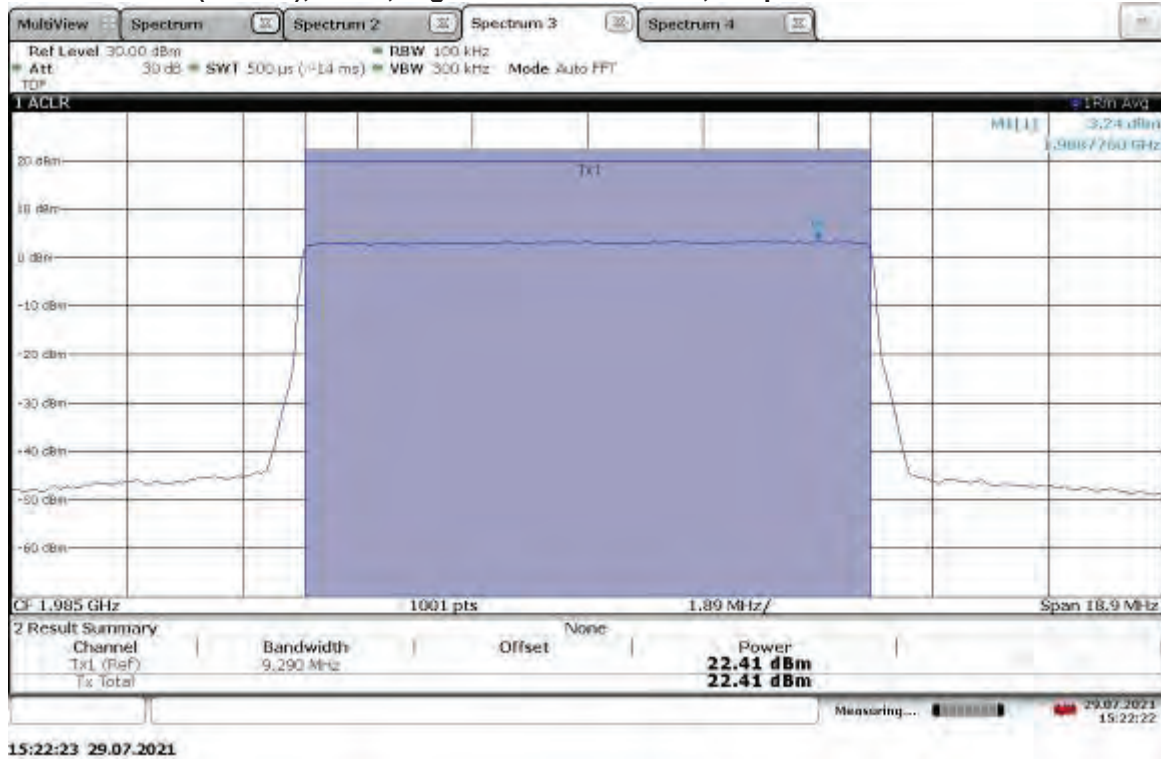 MultiView Spectrum Spectrum 2 Spectrum 3 Spectrum 4
Ref Level 30.00 dBm RBW 100 kHz
Att 30 dB SWT 500 µs (~14 ms) VBW 300 kHz Mode Auto FFT
TDF
1 ACLR 1Rm Avg
M1[1] 3.24 dBm
1.9887760 GHz
20 dBm
Tx1
10 dBm
0 dBm
-10 dBm
-20 dBm
-30 dBm
-40 dBm
-50 dBm
-60 dBm
CF 1.985 GHz 1001 pts 1.89 MHz/ Span 18.9 MHz
2 Result Summary None
Channel Bandwidth Offset Power
Tx1 (Ref) 9.290 MHz 22.41 dBm
Tx Total 22.41 dBm
Measuring... 29.07.2021
15:22:22
15:22:23 29.07.2021